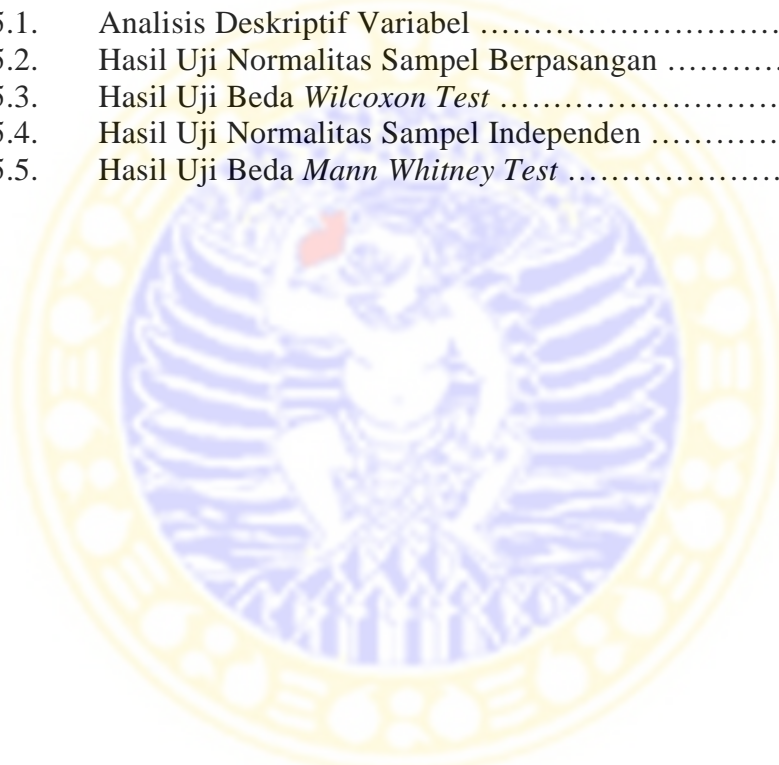 5.1. Analisis Deskriptif Variabel ………………………
5.2. Hasil Uji Normalitas Sampel Berpasangan ………
5.3. Hasil Uji Beda Wilcoxon Test ……………………
5.4. Hasil Uji Normalitas Sampel Independen …………
5.5. Hasil Uji Beda Mann Whitney Test ………………